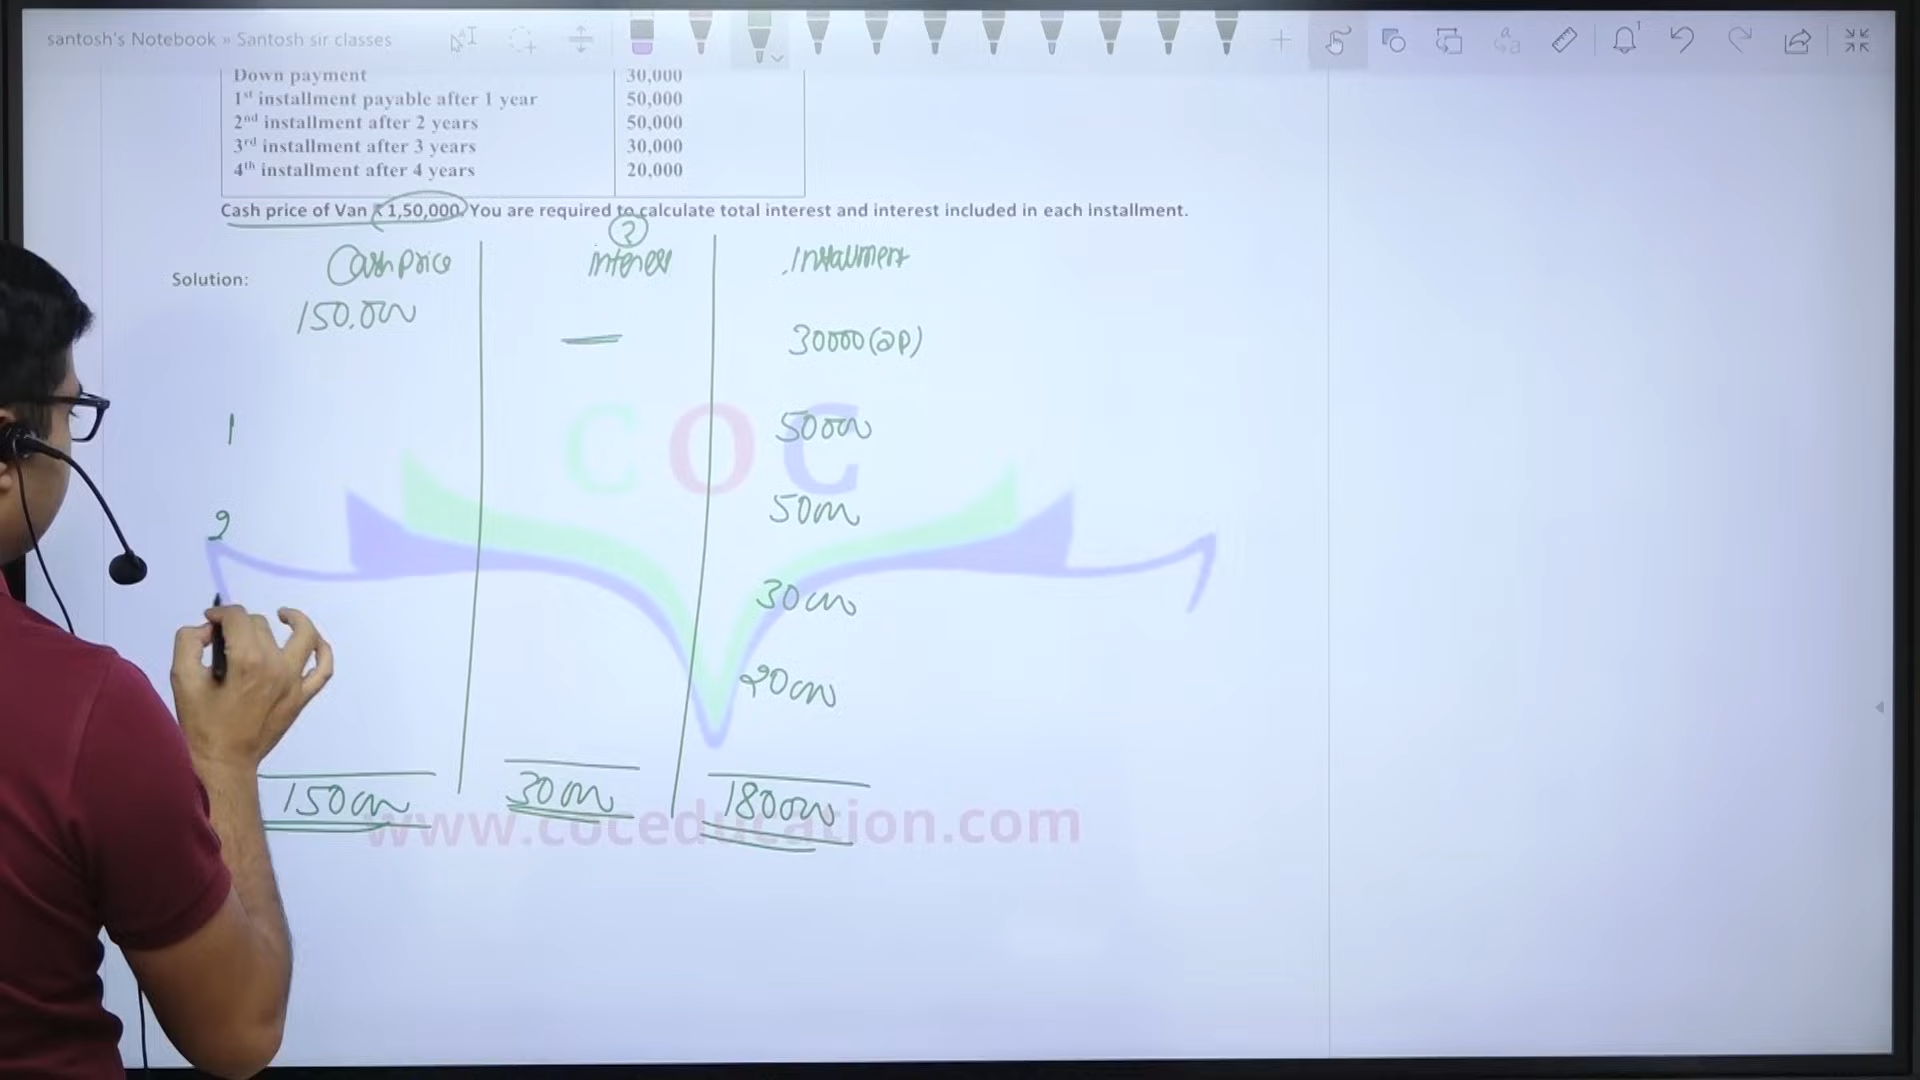 santosh's Notebook » Santosh sir classes
Down payment 30,000
1st installment payable after 1 year 50,000
2nd installment after 2 years 50,000
3rd installment after 3 years 30,000
4th installment after 4 years 20,000
Cash price of Van ₹ 1,50,000. You are required to calculate total interest and interest included in each installment.
Solution:
Cash price
interest
Installment
150,000
—
30000 (DP)
1
50000
2
50000
30000
20000
150000
30000
180000
COC
www.coceducation.com